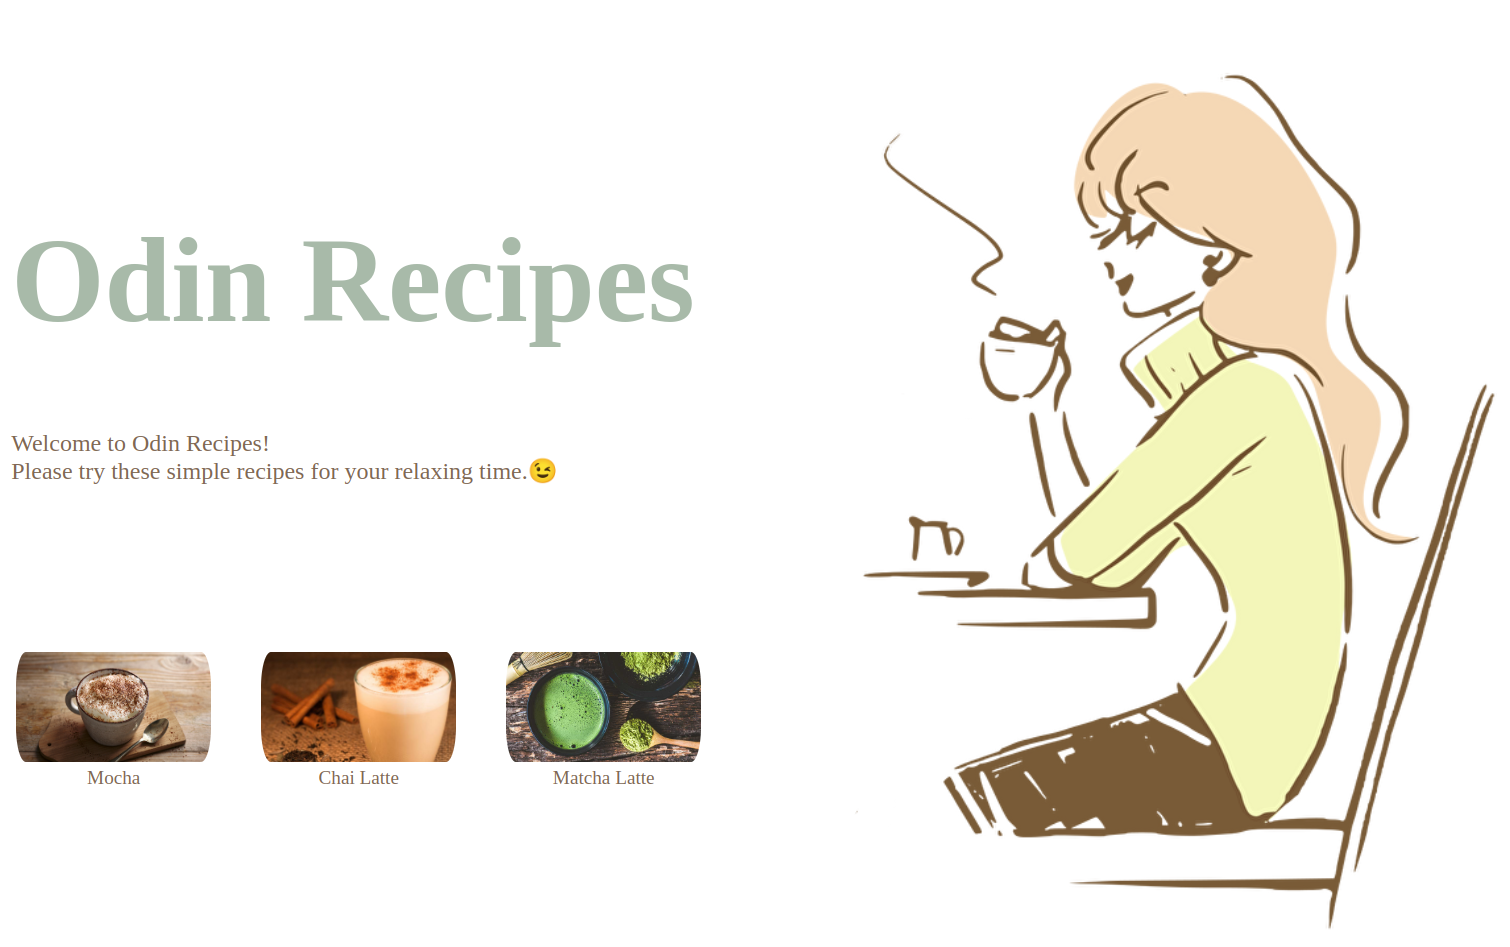 Odin Recipes
Welcome to Odin Recipes!
Please try these simple recipes for your relaxing time.😉
Mocha
Chai Latte
Matcha Latte